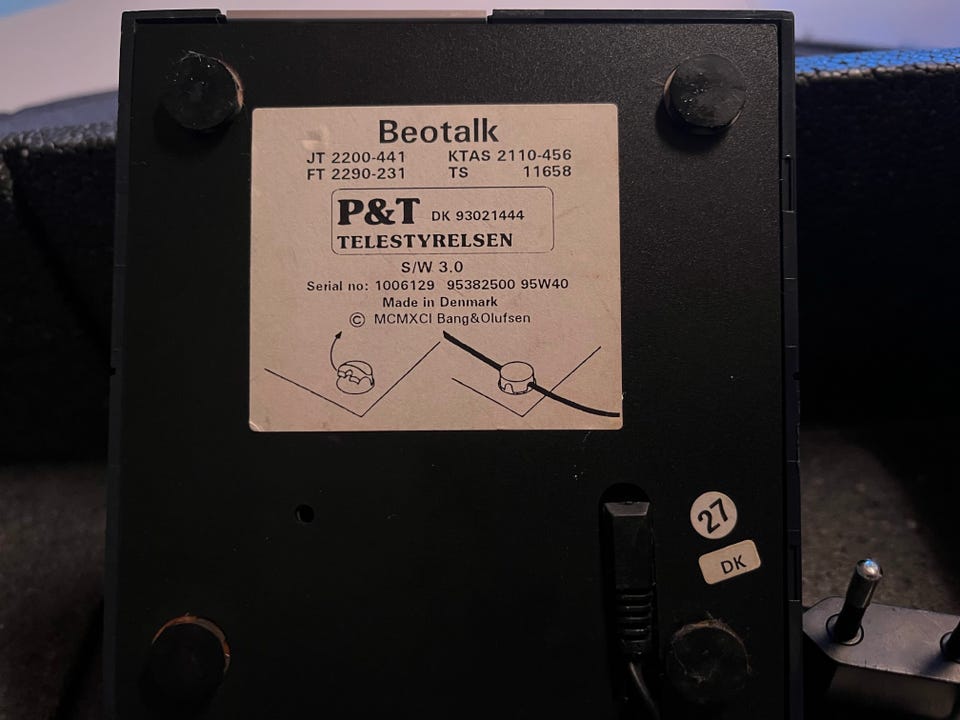 Beotalk
JT 2200-441 KTAS 2110-456
FT 2290-231 TS 11658
P&T DK 93021444
TELESTYRELSEN
S/W 3.0
Serial no: 1006129 95382500 95W40
Made in Denmark
© MCMXCI Bang&Olufsen
27
DK